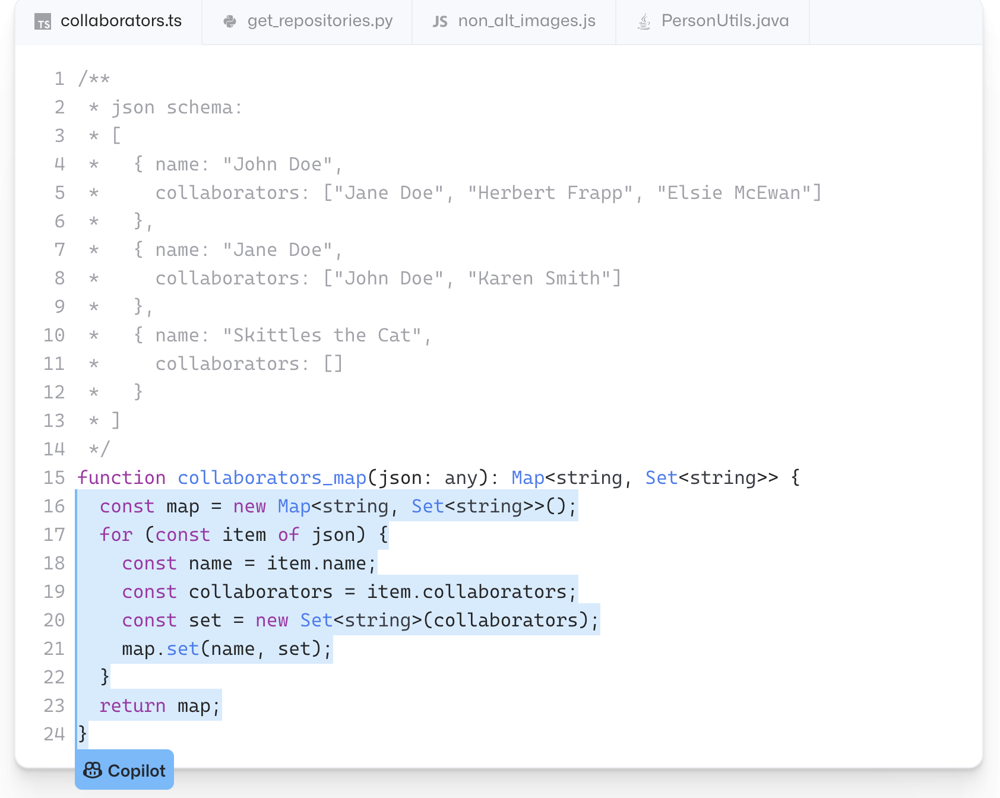 TS collaborators.ts get_repositories.py JS non_alt_images.js PersonUtils.java
1 /**
2  * json schema:
3  * [
4  *   { name: "John Doe",
5  *     collaborators: ["Jane Doe", "Herbert Frapp", "Elsie McEwan"]
6  *   },
7  *   { name: "Jane Doe",
8  *     collaborators: ["John Doe", "Karen Smith"]
9  *   },
10  *   { name: "Skittles the Cat",
11  *     collaborators: []
12  *   }
13  * ]
14  */
15 function collaborators_map(json: any): Map<string, Set<string>> {
16   const map = new Map<string, Set<string>>();
17   for (const item of json) {
18     const name = item.name;
19     const collaborators = item.collaborators;
20     const set = new Set<string>(collaborators);
21     map.set(name, set);
22   }
23   return map;
24 }
Copilot